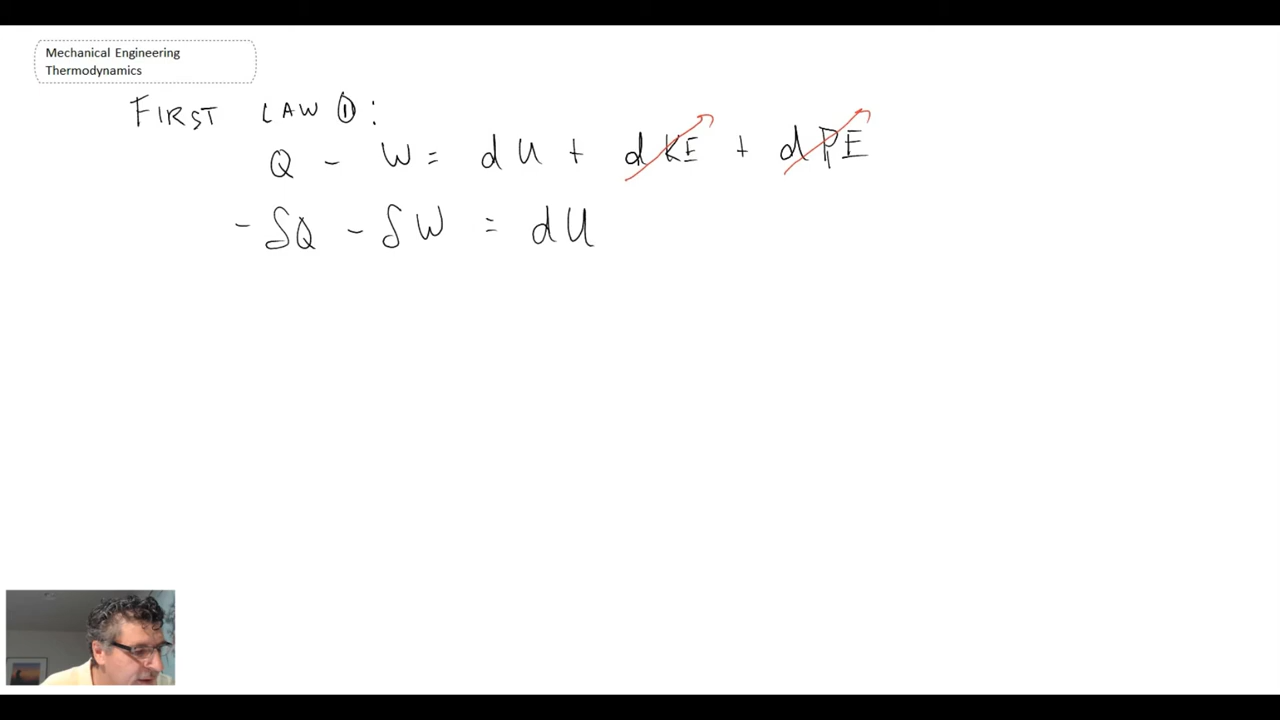 Mechanical Engineering
Thermodynamics
FIRST LAW ①:
Q - W = dU + dKE + dPE
- δQ - δW = dU